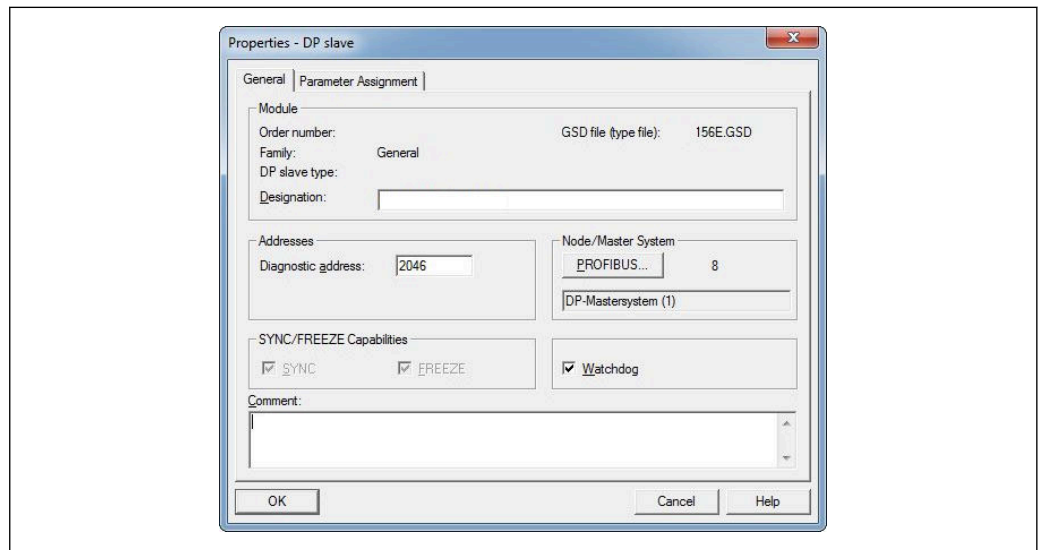 Properties - DP slave
General
Parameter Assignment
Module
Order number:
GSD file (type file): 156E.GSD
Family: General
DP slave type:
Designation:
Addresses
Diagnostic address: 2046
Node/Master System
PROFIBUS... 8
DP-Mastersystem (1)
SYNC/FREEZE Capabilities
SYNC
FREEZE
Watchdog
Comment:
OK
Cancel
Help